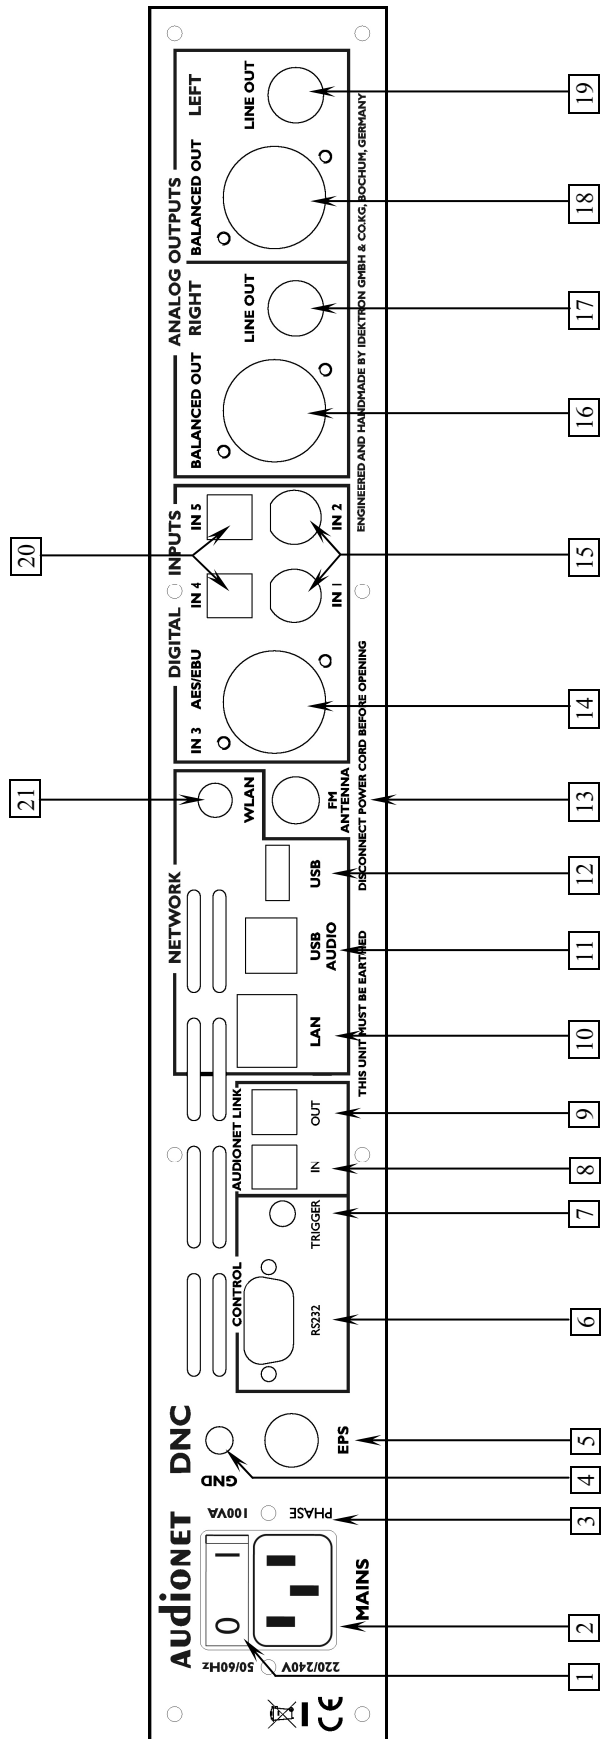 AUDIONET
DNC
50/60Hz
220/240V
100VA
PHASE
0 I
MAINS
CE
GND
EPS
CONTROL
RS232
TRIGGER
AUDIONET LINK
IN
OUT
NETWORK
LAN
USB
AUDIO
USB
WLAN
FM
ANTENNA
DIGITAL INPUTS
IN 3
AES/EBU
IN 4
IN 5
IN 1
IN 2
ANALOG OUTPUTS
RIGHT
BALANCED OUT
LINE OUT
LEFT
BALANCED OUT
LINE OUT
THIS UNIT MUST BE EARTHED
DISCONNECT POWER CORD BEFORE OPENING
ENGINEERED AND HANDMADE BY IDEKTRON GMBH & CO.KG, BOCHUM, GERMANY
1
2
3
4
5
6
7
8
9
10
11
12
13
14
15
16
17
18
19
20
21